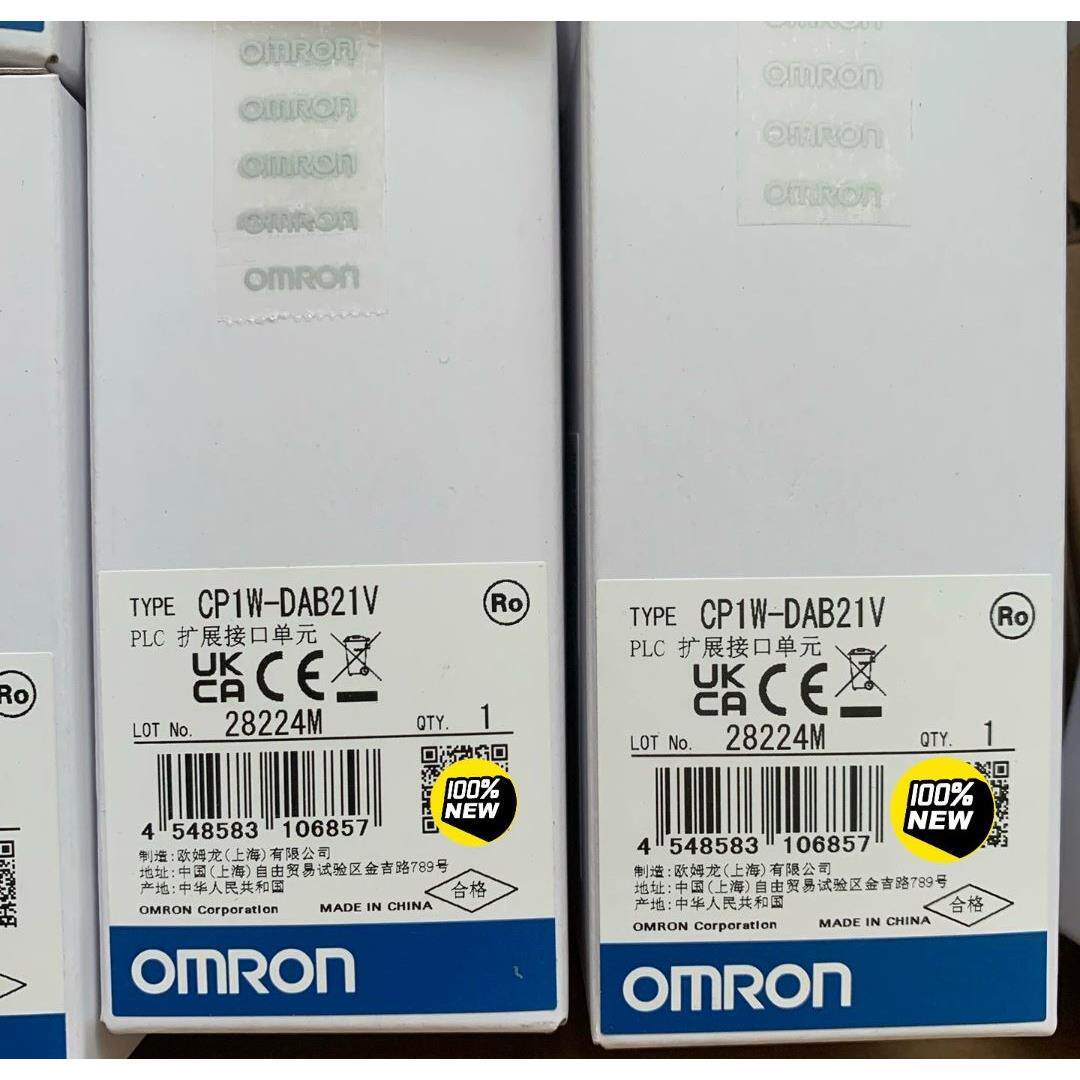 OMRON
OMRON
OMRON
OMRON
OMRON
TYPE CP1W-DAB21V
Ro
PLC 扩展接口单元
UK
CA CE
LOT No. 28224M QTY. 1
100%
NEW
4 548583 106857
制造:欧姆龙(上海)有限公司
地址:中国(上海)自由贸易试验区金吉路789号
产地:中华人民共和国
合格
OMRON Corporation MADE IN CHINA
OMRON
OMRON
OMRON
OMRON
TYPE CP1W-DAB21V
Ro
PLC 扩展接口单元
UK
CA CE
LOT No. 28224M QTY. 1
100%
NEW
4 548583 106857
制造:欧姆龙(上海)有限公司
地址:中国(上海)自由贸易试验区金吉路789号
产地:中华人民共和国
合格
OMRON Corporation MADE IN CHINA
OMRON
Ro